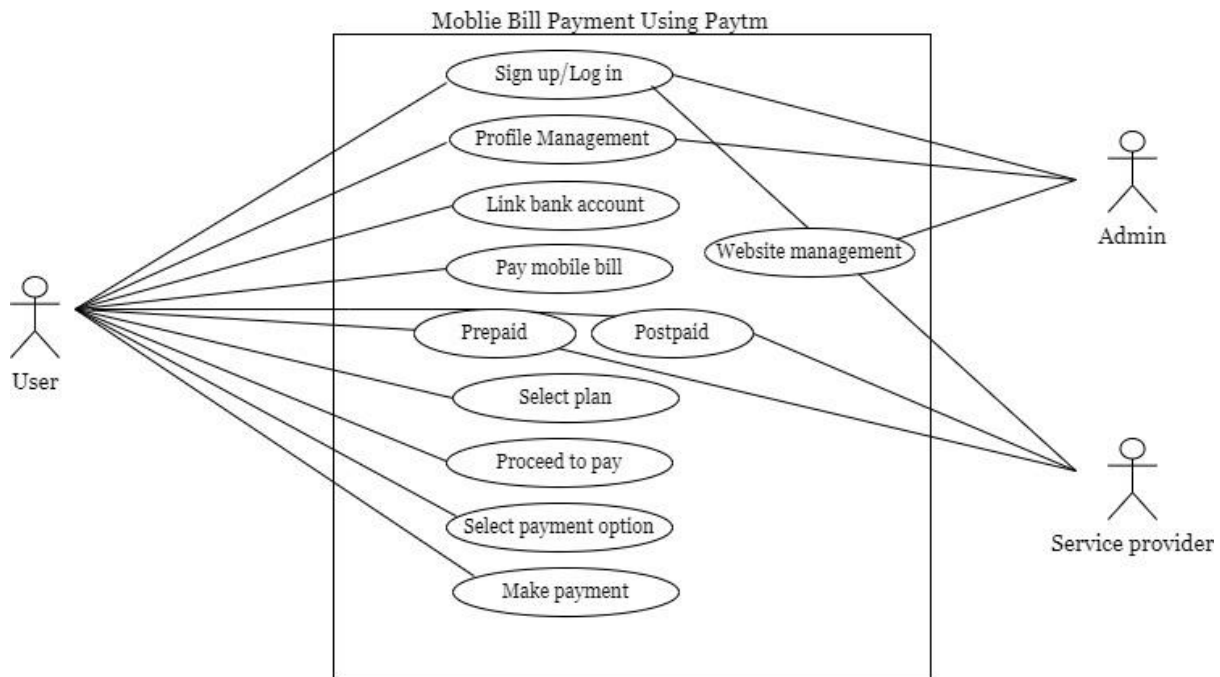 Moblie Bill Payment Using Paytm
Sign up/Log in
Profile Management
Link bank account
Website management
Admin
Pay mobile bill
Prepaid
Postpaid
User
Select plan
Proceed to pay
Select payment option
Service provider
Make payment